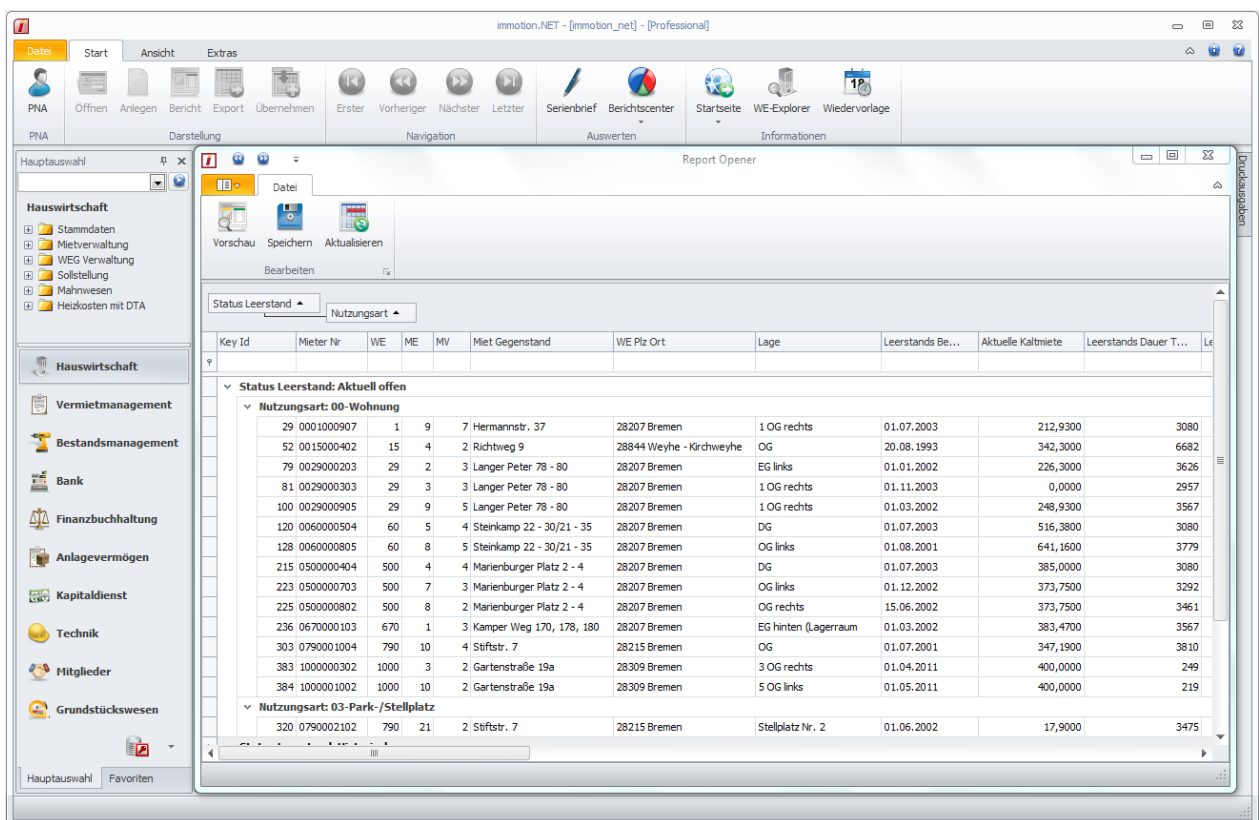 immotion.NET - [immotion_net] - [Professional]
Datei Start Ansicht Extras
PNA Öffnen Anlegen Bericht Export Übernehmen Erster Vorheriger Nächster Letzter Serienbrief Berichtscenter Startseite WE-Explorer Wiedervorlage
PNA Darstellung Navigation Auswerten Informationen
Hauptauswahl
Hauswirtschaft
Stammdaten
Mietverwaltung
WEG Verwaltung
Sollstellung
Mahnwesen
Heizkosten mit DTA
Hauswirtschaft
Vermietmanagement
Bestandsmanagement
Bank
Finanzbuchhaltung
Anlagevermögen
Kapitaldienst
Technik
Mitglieder
Grundstückswesen
Hauptauswahl Favoriten
Report Opener
Datei
Vorschau Speichern Aktualisieren
Bearbeiten
Status Leerstand
Nutzungsart
Key Id Mieter Nr WE ME MV Miet Gegenstand WE Plz Ort Lage Leerstands Be... Aktuelle Kaltmiete Leerstands Dauer T... Le
Status Leerstand: Aktuell offen
Nutzungsart: 00-Wohnung
29 0001000907 1 9 7 Hermannstr. 37 28207 Bremen 1 OG rechts 01.07.2003 212,9300 3080
52 0015000402 15 4 2 Richtweg 9 28844 Weyhe - Kirchweyhe OG 20.08.1993 342,3000 6682
79 0029000203 29 2 3 Langer Peter 78 - 80 28207 Bremen EG links 01.01.2002 226,3000 3626
81 0029000303 29 3 3 Langer Peter 78 - 80 28207 Bremen 1 OG rechts 01.11.2003 0,0000 2957
100 0029000905 29 9 5 Langer Peter 78 - 80 28207 Bremen 1 OG rechts 01.03.2002 248,9300 3567
120 0060000504 60 5 4 Steinkamp 22 - 30/21 - 35 28207 Bremen DG 01.07.2003 516,3800 3080
128 0060000805 60 8 5 Steinkamp 22 - 30/21 - 35 28207 Bremen OG links 01.08.2001 641,1600 3779
215 0500000404 500 4 4 Marienburger Platz 2 - 4 28207 Bremen DG 01.07.2003 385,0000 3080
223 0500000703 500 7 3 Marienburger Platz 2 - 4 28207 Bremen OG links 01.12.2002 373,7500 3292
225 0500000802 500 8 2 Marienburger Platz 2 - 4 28207 Bremen OG rechts 15.06.2002 373,7500 3461
236 0670000103 670 1 3 Kamper Weg 170, 178, 180 28207 Bremen EG hinten (Lagerraum 01.03.2002 383,4700 3567
303 0790001004 790 10 4 Stiftstr. 7 28215 Bremen OG 01.07.2001 347,1900 3810
383 1000000302 1000 3 2 Gartenstraße 19a 28309 Bremen 3 OG rechts 01.04.2011 400,0000 249
384 1000001002 1000 10 2 Gartenstraße 19a 28309 Bremen 5 OG links 01.05.2011 400,0000 219
Nutzungsart: 03-Park-/Stellplatz
320 0790002102 790 21 2 Stiftstr. 7 28215 Bremen Stellplatz Nr. 2 01.06.2002 17,9000 3475
Druckausgaben